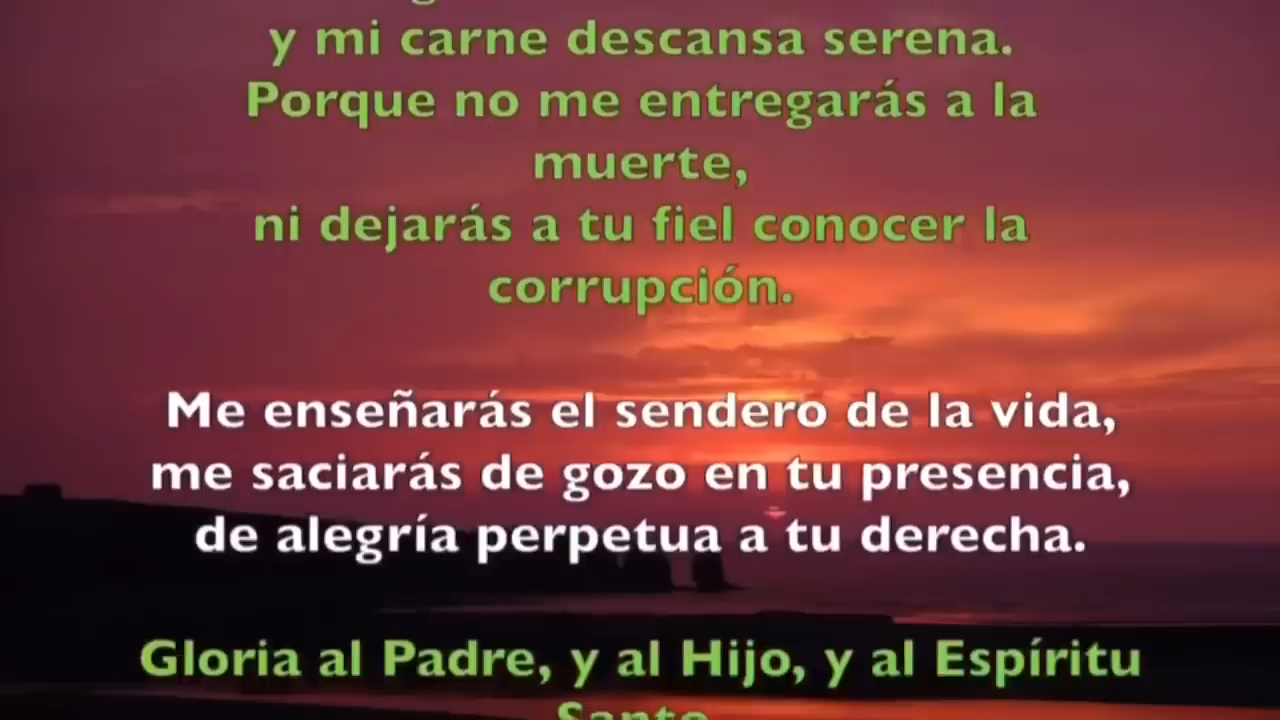 y mi carne descansa serena.
Porque no me entregarás a la
muerte,
ni dejarás a tu fiel conocer la
corrupción.
Me enseñarás el sendero de la vida,
me saciarás de gozo en tu presencia,
de alegría perpetua a tu derecha.
Gloria al Padre, y al Hijo, y al Espíritu
Santo